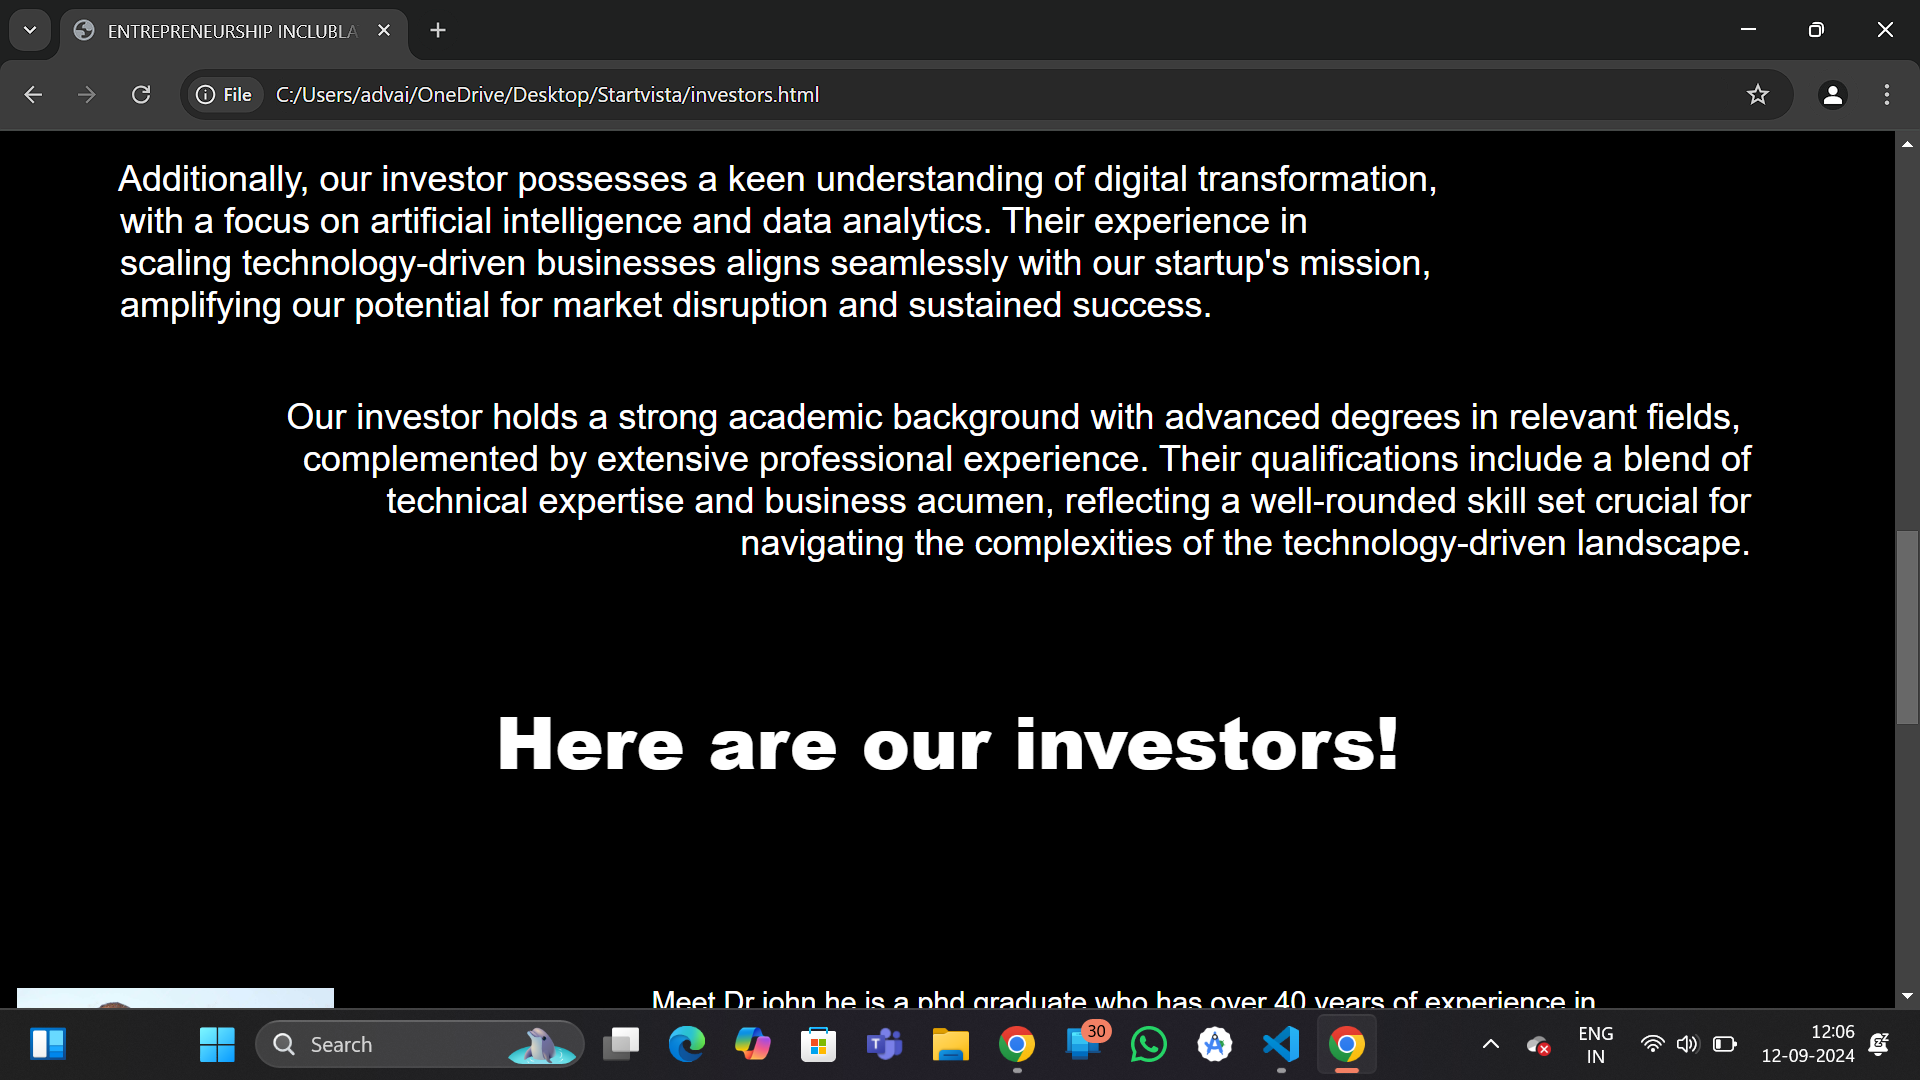 ENTREPRENEURSHIP INCLUBLA
File
C:/Users/advai/OneDrive/Desktop/Startvista/investors.html
Additionally, our investor possesses a keen understanding of digital transformation,
with a focus on artificial intelligence and data analytics. Their experience in
scaling technology-driven businesses aligns seamlessly with our startup's mission,
amplifying our potential for market disruption and sustained success.
Our investor holds a strong academic background with advanced degrees in relevant fields,
complemented by extensive professional experience. Their qualifications include a blend of
technical expertise and business acumen, reflecting a well-rounded skill set crucial for
navigating the complexities of the technology-driven landscape.
Here are our investors!
Meet Dr john he is a phd graduate who has over 40 years of experience in
Search
30
ENG
IN
12:06
12-09-2024